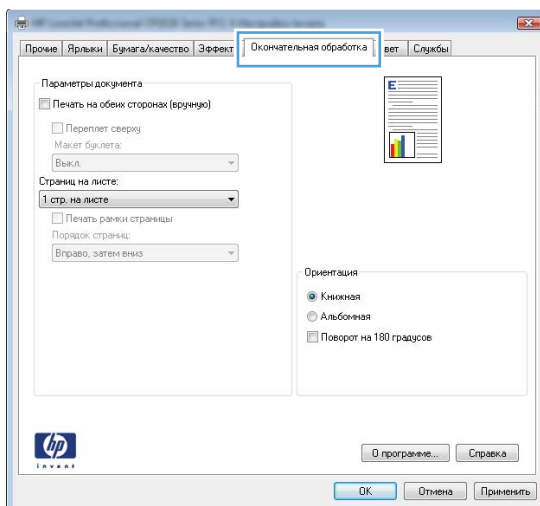 Прочие Ярлыки Бумага/качество Эффект Окончательная обработка вет Службы
Параметры документа
Печать на обеих сторонах (вручную)
Переплет сверху
Макет буклета:
Выкл.
Страниц на листе:
1 стр. на листе
Печать рамки страницы
Порядок страниц:
Вправо, затем вниз
E
Ориентация
Книжная
Альбомная
Поворот на 180 градусов
hp
invent
О программе... Справка
OK Отмена Применить